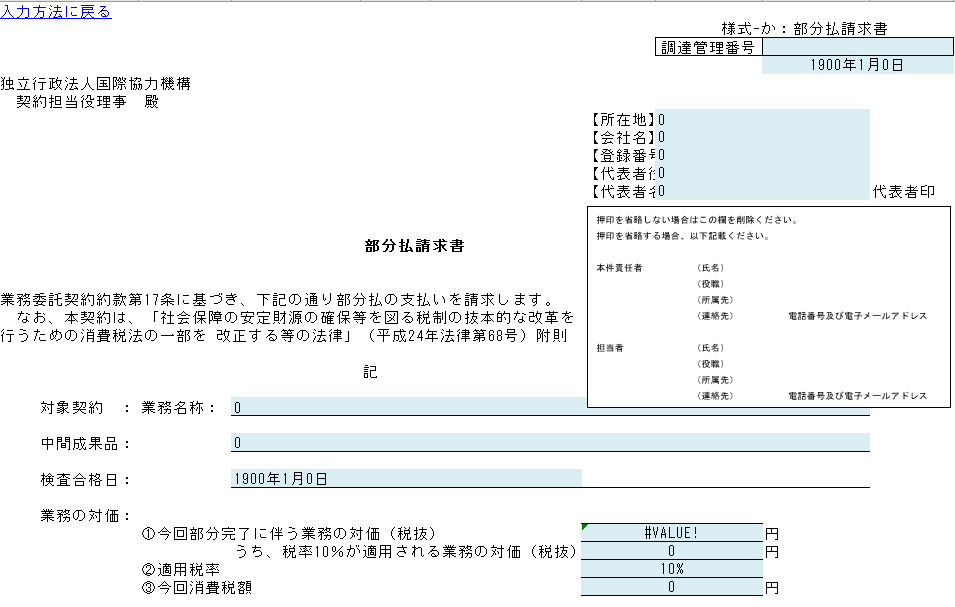 入力方法に戻る
様式-か：部分払請求書
調達管理番号
1900年1月0日
独立行政法人国際協力機構
契約担当役理事　殿
【所在地】0
【会社名】0
【登録番号0
【代表者 0
【代表者 0 代表者印
押印を省略しない場合はこの欄を削除ください。
押印を省略する場合、以下記載ください。
本件責任者 （氏名）
（役職）
（所属先）
（連絡先） 電話番号及び電子メールアドレス
担当者 （氏名）
（役職）
（所属先）
（連絡先） 電話番号及び電子メールアドレス
部分払請求書
業務委託契約約款第17条に基づき、下記の通り部分払の支払いを請求します。
なお、本契約は、「社会保障の安定財源の確保等を図る税制の抜本的な改革を
行うための消費税法の一部を 改正する等の法律」（平成24年法律第68号）附則
記
対象契約　：業務名称： 0
中間成果品： 0
検査合格日： 1900年1月0日
業務の対価：
①今回部分完了に伴う業務の対価（税抜） #VALUE! 円
うち、税率10%が適用される業務の対価（税抜） 0 円
②適用税率 10%
③今回消費税額 0 円